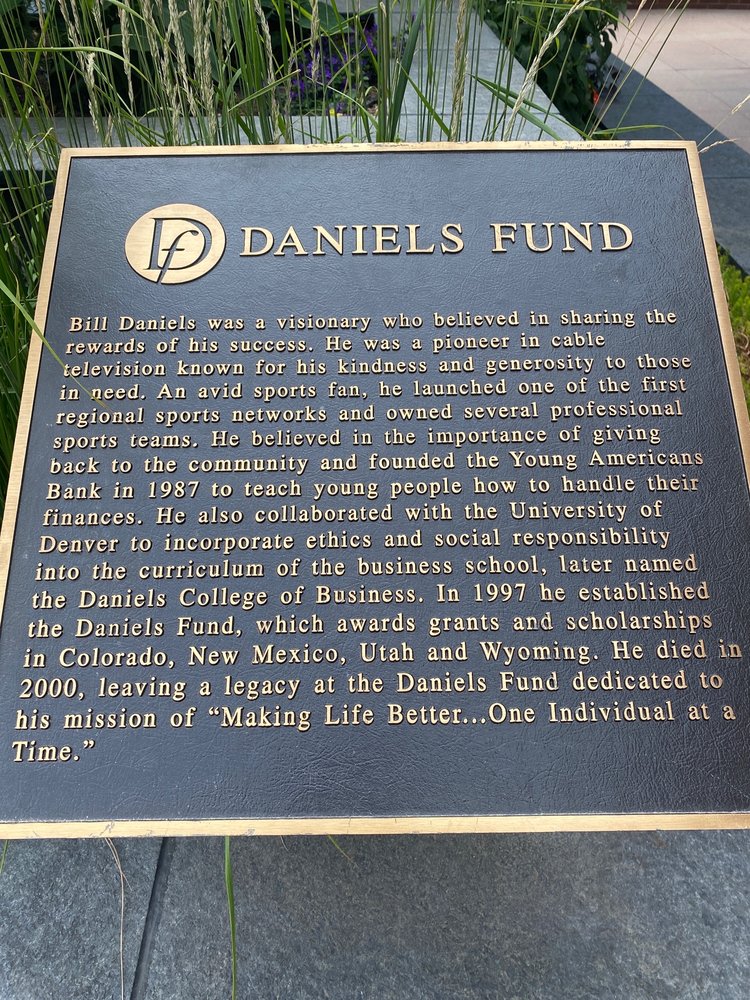 Df DANIELS FUND
Bill Daniels was a visionary who believed in sharing the
rewards of his success. He was a pioneer in cable
television known for his kindness and generosity to those
in need. An avid sports fan, he launched one of the first
regional sports networks and owned several professional
sports teams. He believed in the importance of giving
back to the community and founded the Young Americans
Bank in 1987 to teach young people how to handle their
finances. He also collaborated with the University of
Denver to incorporate ethics and social responsibility
into the curriculum of the business school, later named
the Daniels College of Business. In 1997 he established
the Daniels Fund, which awards grants and scholarships
in Colorado, New Mexico, Utah and Wyoming. He died in
2000, leaving a legacy at the Daniels Fund dedicated to
his mission of “Making Life Better...One Individual at a
Time.”